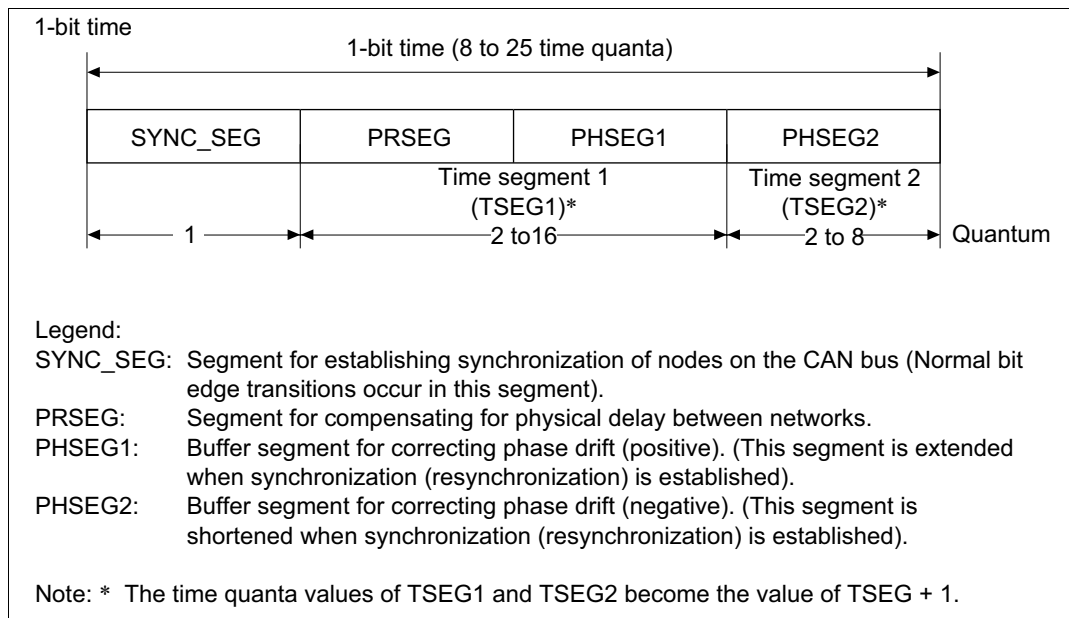 1-bit time
1-bit time (8 to 25 time quanta)
SYNC_SEG PRSEG PHSEG1 PHSEG2
Time segment 1 Time segment 2
(TSEG1)* (TSEG2)*
1 2 to16 2 to 8 Quantum
Legend:
SYNC_SEG: Segment for establishing synchronization of nodes on the CAN bus (Normal bit
edge transitions occur in this segment).
PRSEG: Segment for compensating for physical delay between networks.
PHSEG1: Buffer segment for correcting phase drift (positive). (This segment is extended
when synchronization (resynchronization) is established).
PHSEG2: Buffer segment for correcting phase drift (negative). (This segment is
shortened when synchronization (resynchronization) is established).
Note: * The time quanta values of TSEG1 and TSEG2 become the value of TSEG + 1.